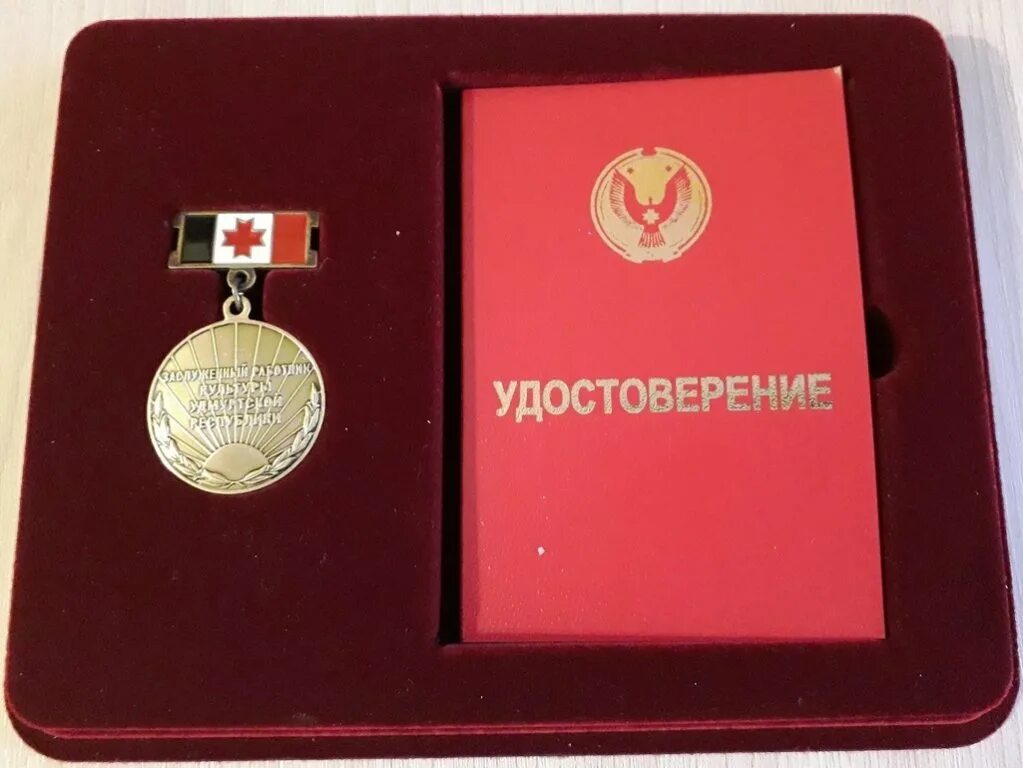 ЗАСЛУЖЕННЫЙ РАБОТНИК
КУЛЬТУРЫ
УДМУРТСКОЙ
РЕСПУБЛИКИ
УДОСТОВЕРЕНИЕ